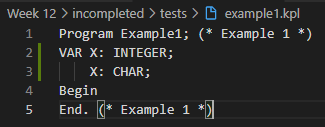 Week 12 > incompleted > tests > example1.kpl
1 Program Example1; (* Example 1 *)
2 VAR X: INTEGER;
3 X: CHAR;
4 Begin
5 End. (* Example 1 *)